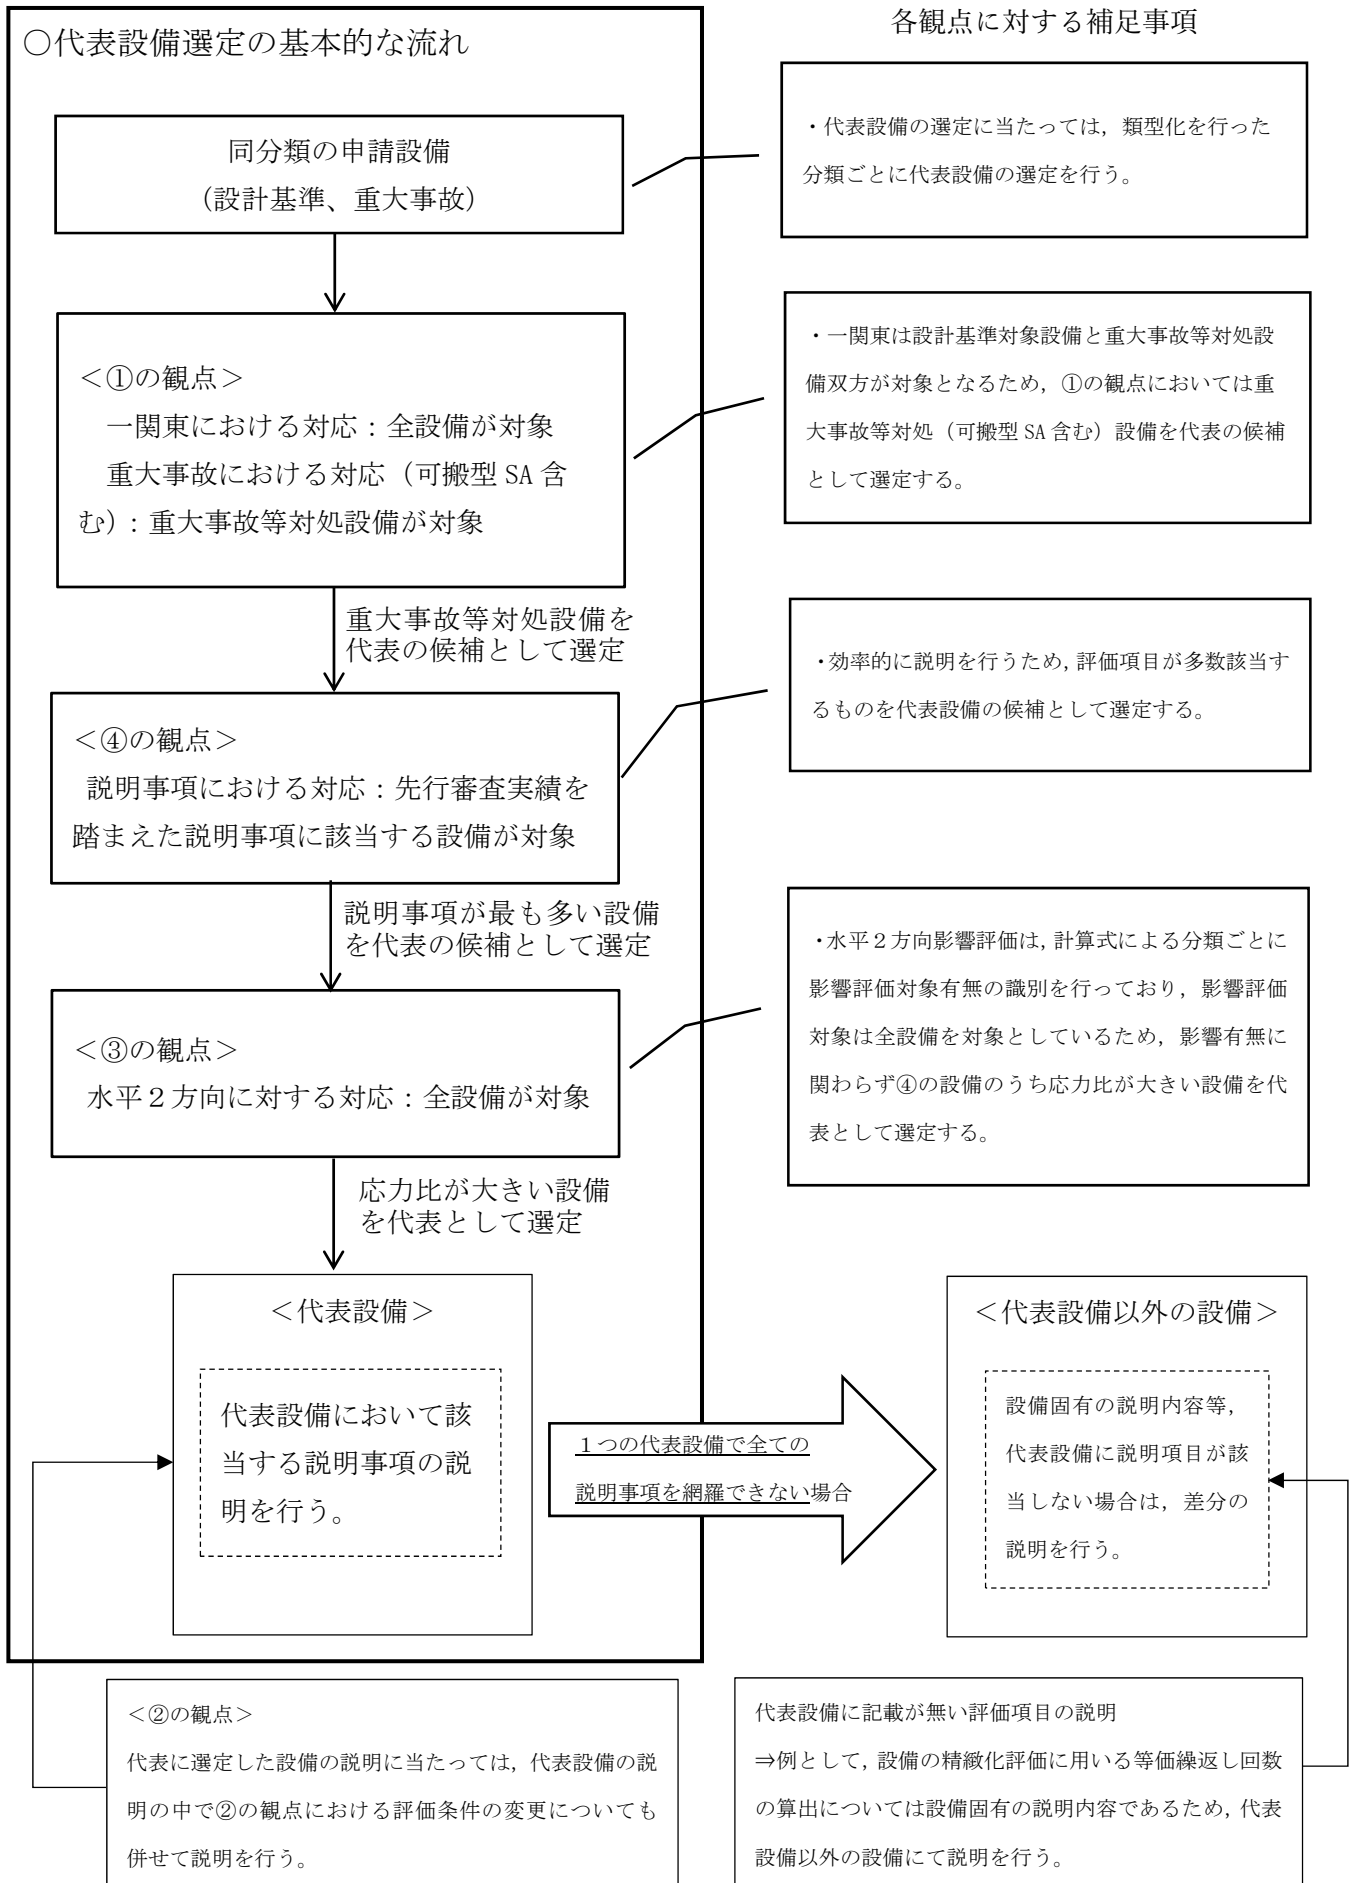 ○代表設備選定の基本的な流れ
各観点に対する補足事項
同分類の申請設備
（設計基準、重大事故）
・代表設備の選定に当たっては，類型化を行った
分類ごとに代表設備の選定を行う。
＜①の観点＞
一関東における対応：全設備が対象
重大事故における対応（可搬型 SA 含
む）：重大事故等対処設備が対象
・一関東は設計基準対象設備と重大事故等対処設
備双方が対象となるため，①の観点においては重
大事故等対処（可搬型 SA 含む）設備を代表の候補
として選定する。
重大事故等対処設備を
代表の候補として選定
＜④の観点＞
説明事項における対応：先行審査実績を
踏まえた説明事項に該当する設備が対象
・効率的に説明を行うため，評価項目が多数該当す
るものを代表設備の候補として選定する。
説明事項が最も多い設備
を代表の候補として選定
＜③の観点＞
水平２方向に対する対応：全設備が対象
・水平２方向影響評価は，計算式による分類ごとに
影響評価対象有無の識別を行っており，影響評価
対象は全設備を対象としているため，影響有無に
関わらず④の設備のうち応力比が大きい設備を代
表として選定する。
応力比が大きい設備
を代表として選定
＜代表設備＞
代表設備において該
当する説明事項の説
明を行う。
１つの代表設備で全ての
説明事項を網羅できない場合
＜代表設備以外の設備＞
設備固有の説明内容等，
代表設備に説明項目が該
当しない場合は，差分の
説明を行う。
＜②の観点＞
代表に選定した設備の説明に当たっては，代表設備の説
明の中で②の観点における評価条件の変更についても
併せて説明を行う。
代表設備に記載が無い評価項目の説明
⇒例として，設備の精緻化評価に用いる等価繰返し回数
の算出については設備固有の説明内容であるため，代表
設備以外の設備にて説明を行う。